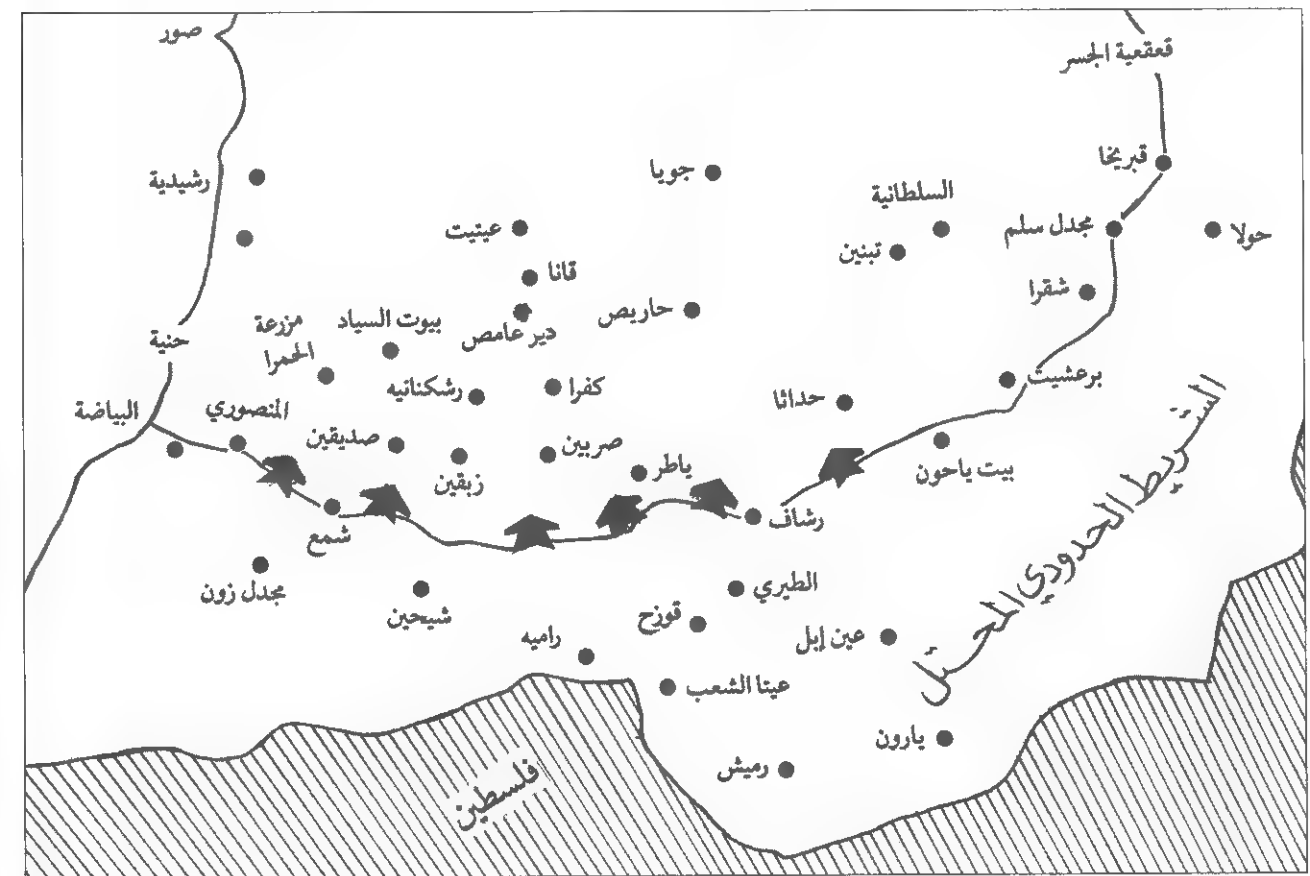 صور
قعقعية الجسر
قبريخا
جويا
رشيدية
السلطانية
مجدل سلم
حولا
عيتيت
تبنين
قانا
شقرا
حاريص
دير عامص
بيوت السياد
مزرعة
الحمرا
حنية
برعشيت
كفرا
رشكنانيه
حداثا
المنصوري
البياضة
صديقين
صربين
ياطر
زبقين
بيت ياحون
رشاف
شمع
الطيري
مجدل زون
شيحين
قوزح
راميه
عين إبل
الشريط الحدودي المحتل
عيتا الشعب
يارون
رميش
فلسطين